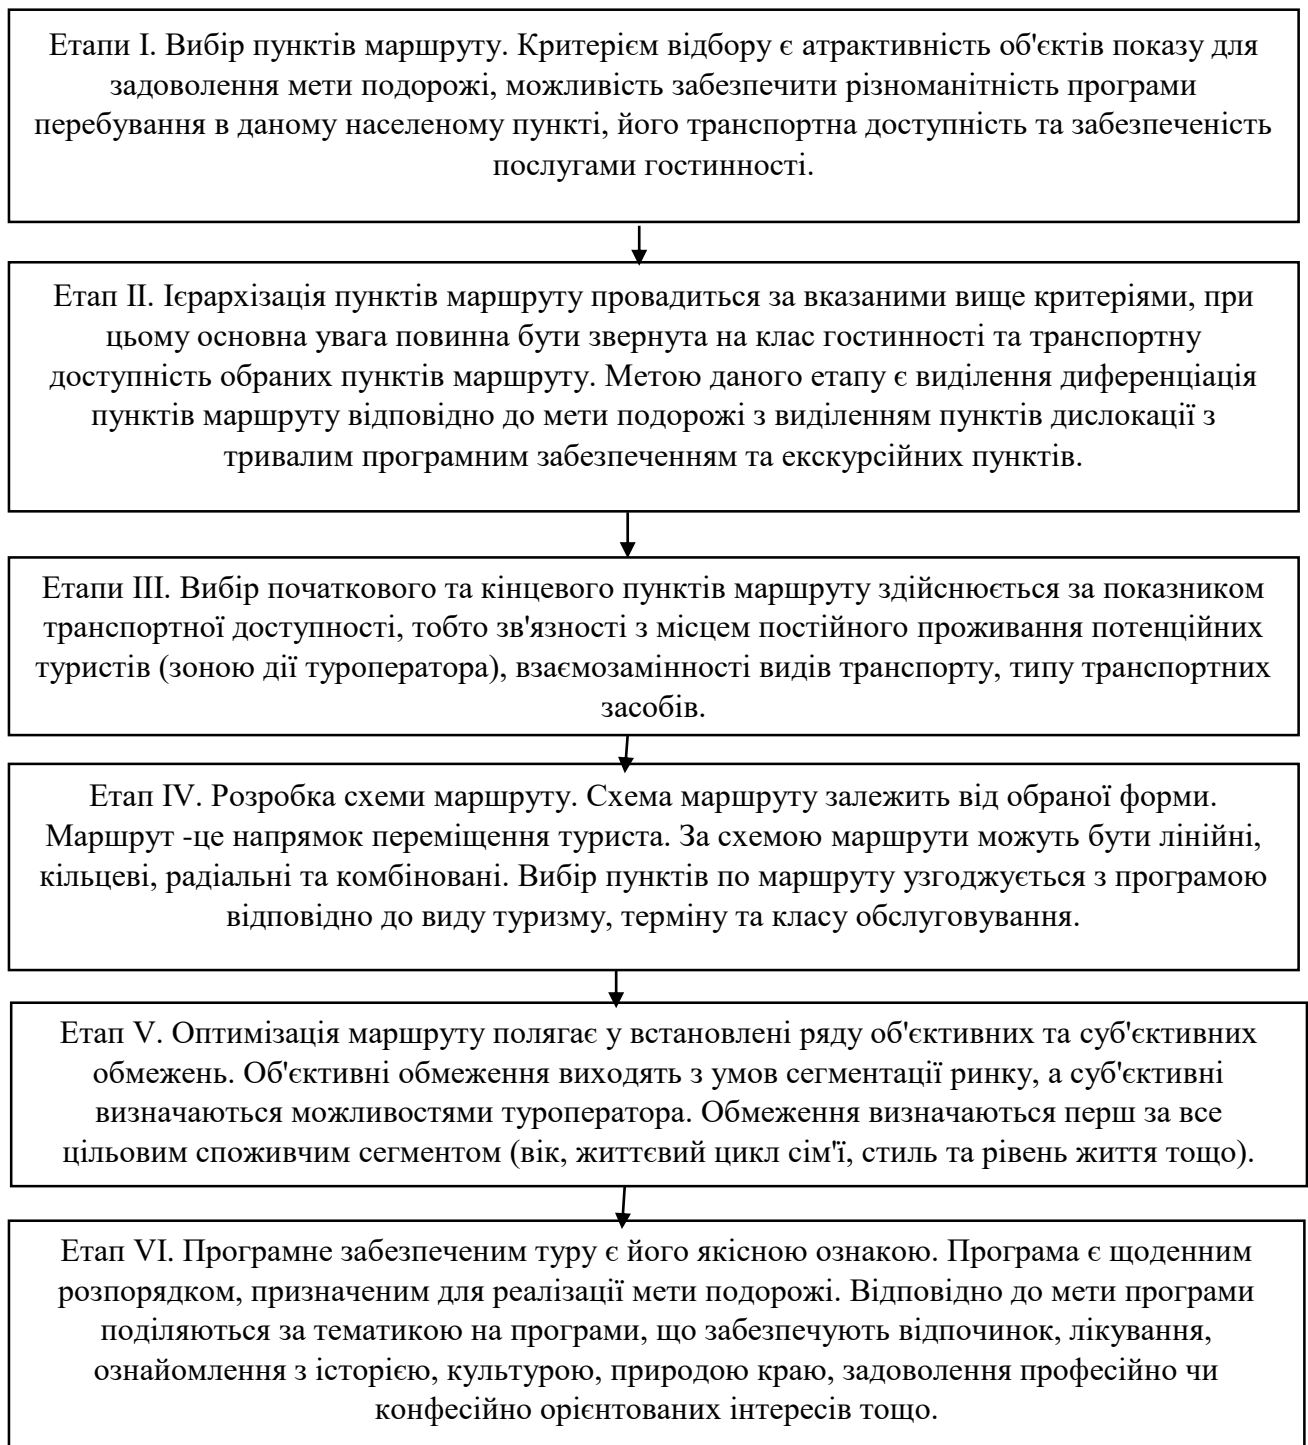 Етапи I. Вибір пунктів маршруту. Критерієм відбору є атрактивність об'єктів показу для
задоволення мети подорожі, можливість забезпечити різноманітність програми
перебування в даному населеному пункті, його транспортна доступність та забезпеченість
послугами гостинності.
Етап II. Ієрархізація пунктів маршруту провадиться за вказаними вище критеріями, при
цьому основна увага повинна бути звернута на клас гостинності та транспортну
доступність обраних пунктів маршруту. Метою даного етапу є виділення диференціація
пунктів маршруту відповідно до мети подорожі з виділенням пунктів дислокації з
тривалим програмним забезпеченням та екскурсійних пунктів.
Етапи III. Вибір початкового та кінцевого пунктів маршруту здійснюється за показником
транспортної доступності, тобто зв'язності з місцем постійного проживання потенційних
туристів (зоною дії туроператора), взаємозамінності видів транспорту, типу транспортних
засобів.
Етап IV. Розробка схеми маршруту. Схема маршруту залежить від обраної форми.
Маршрут -це напрямок переміщення туриста. За схемою маршрути можуть бути лінійні,
кільцеві, радіальні та комбіновані. Вибір пунктів по маршруту узгоджується з програмою
відповідно до виду туризму, терміну та класу обслуговування.
Етап V. Оптимізація маршруту полягає у встановлені ряду об'єктивних та суб'єктивних
обмежень. Об'єктивні обмеження виходять з умов сегментації ринку, а суб'єктивні
визначаються можливостями туроператора. Обмеження визначаються перш за все
цільовим споживчим сегментом (вік, життєвий цикл сім'ї, стиль та рівень життя тощо).
Етап VI. Програмне забезпеченим туру є його якісною ознакою. Програма є щоденним
розпорядком, призначеним для реалізації мети подорожі. Відповідно до мети програми
поділяються за тематикою на програми, що забезпечують відпочинок, лікування,
ознайомлення з історією, культурою, природою краю, задоволення професійно чи
конфесійно орієнтованих інтересів тощо.